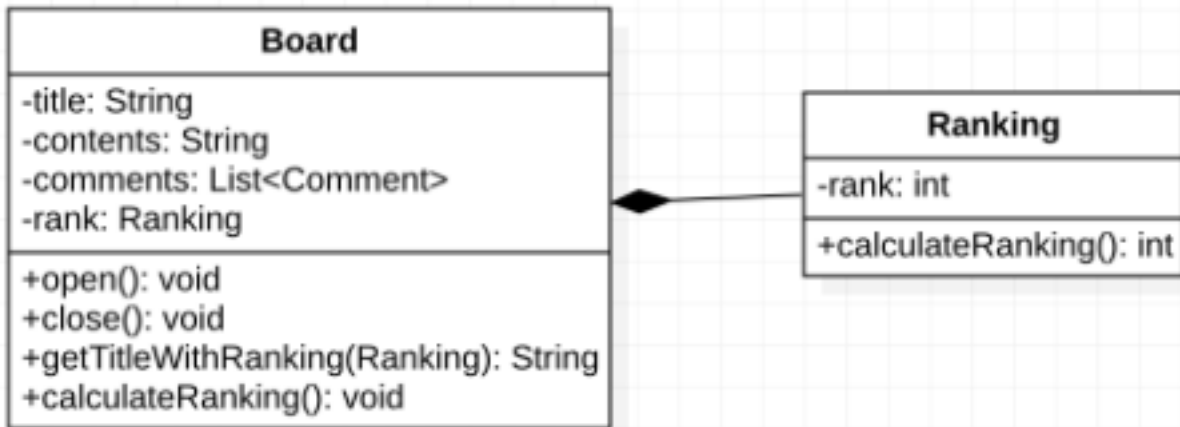 Board
-title: String
-contents: String
-comments: List<Comment>
-rank: Ranking
+open(): void
+close(): void
+getTitleWithRanking(Ranking): String
+calculateRanking(): void
Ranking
-rank: int
+calculateRanking(): int